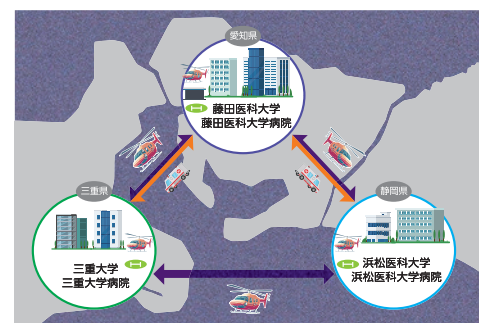 愛知県
藤田医科大学
藤田医科大学病院
三重県
三重大学
三重大学病院
静岡県
浜松医科大学
浜松医科大学病院